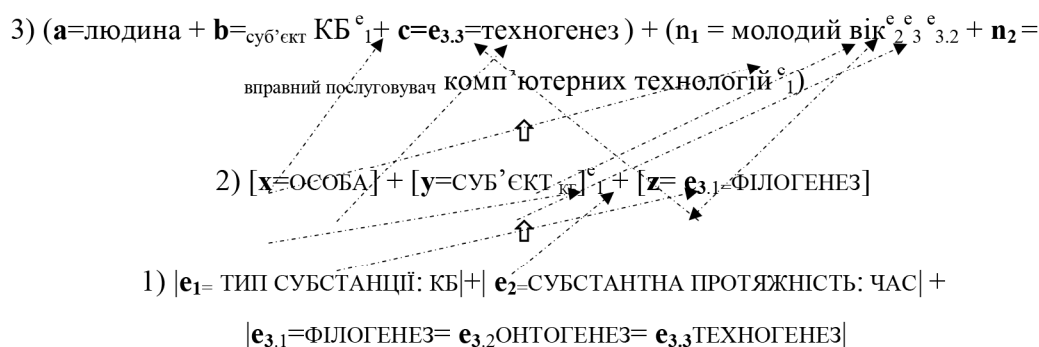 3) (a=людина + b=суб’єкт КБ e1+ c=e3.3=техногенез ) + (n1 = молодий вік e2 e3 e3.2 + n2 =
вправний послуговувач комп’ютерних технологій e1)
⇧
2) [x=ОСОБА] + [y=СУБ’ЄКТ КБ]e1 + [z= e3.1=ФІЛОГЕНЕЗ]
⇧
1) |e1= ТИП СУБСТАНЦІЇ: КБ|+| e2=СУБСТАНТНА ПРОТЯЖНІСТЬ: ЧАС| +
|e3.1=ФІЛОГЕНЕЗ= e3.2ОНТОГЕНЕЗ= e3.3ТЕХНОГЕНЕЗ|